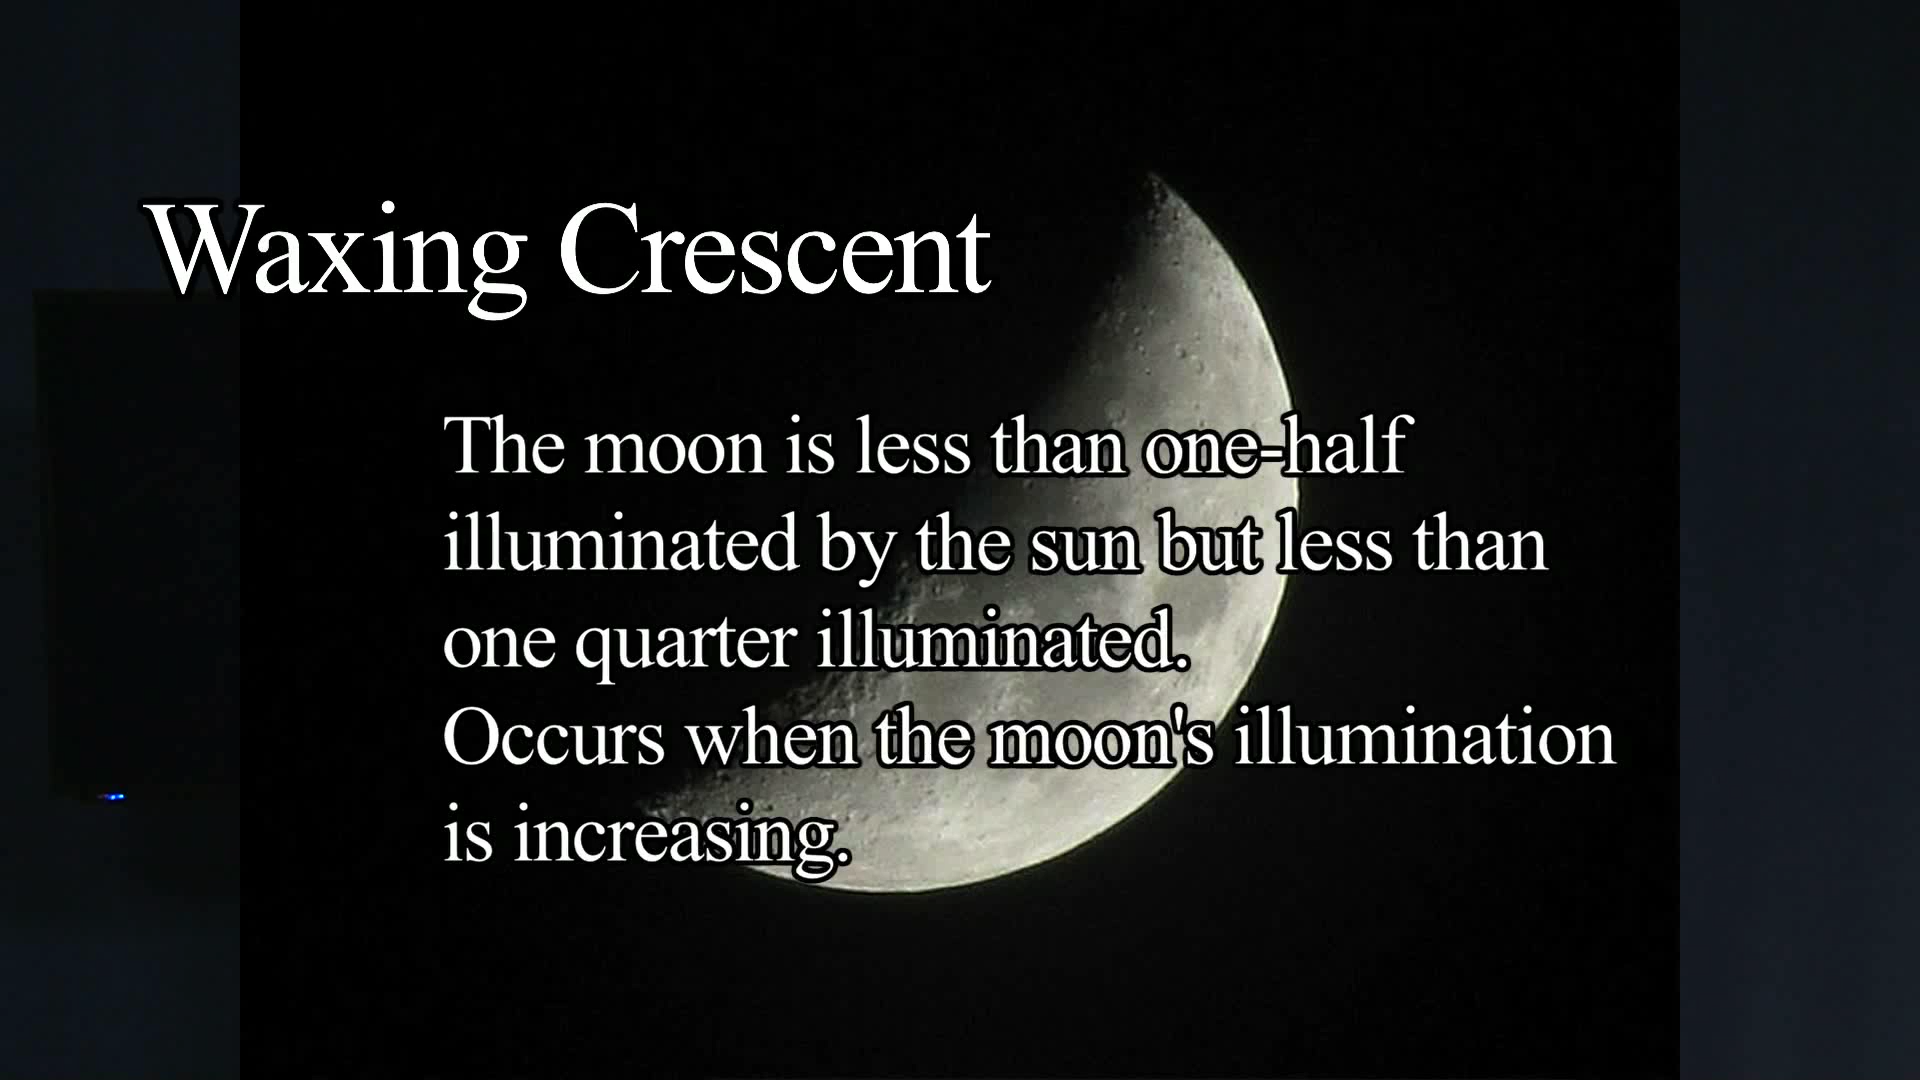 Waxing Crescent
The moon is less than one-half
illuminated by the sun but less than
one quarter illuminated.
Occurs when the moon's illumination
is increasing.